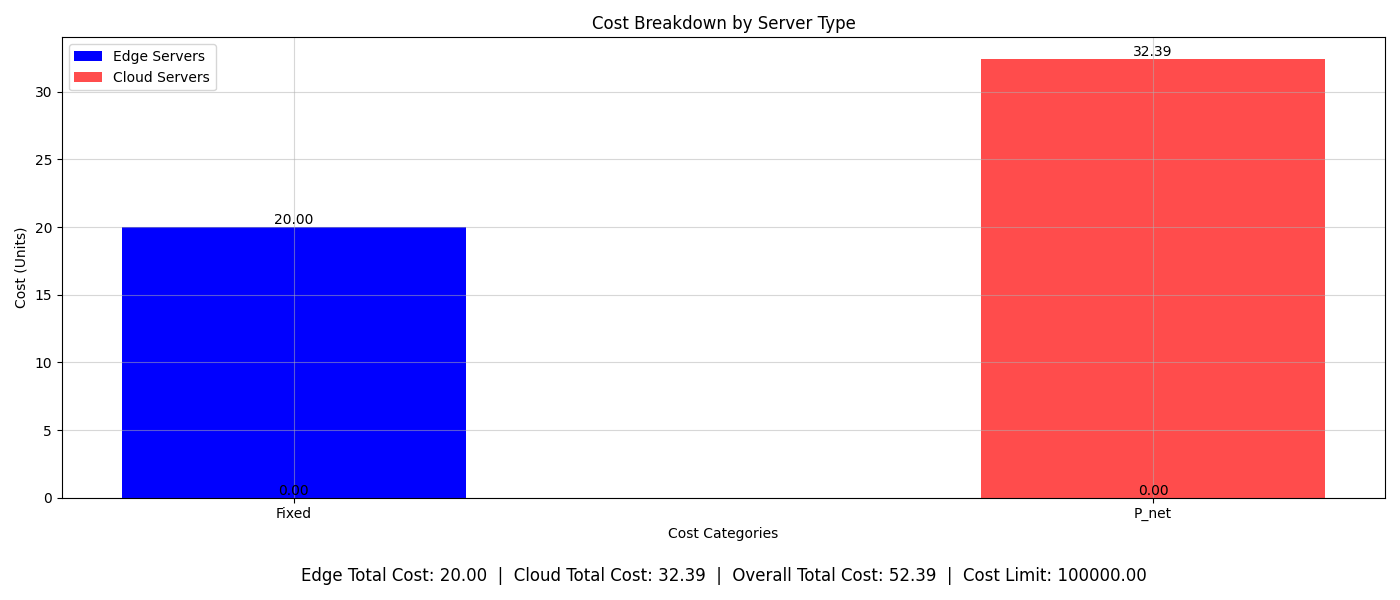 Cost Breakdown by Server Type
Edge Servers
Cloud Servers
32.39
30
25
20.00
20
15
10
5
0.00
0.00
0
Fixed
P_net
Cost (Units)
Cost Categories
Edge Total Cost: 20.00 | Cloud Total Cost: 32.39 | Overall Total Cost: 52.39 | Cost Limit: 100000.00